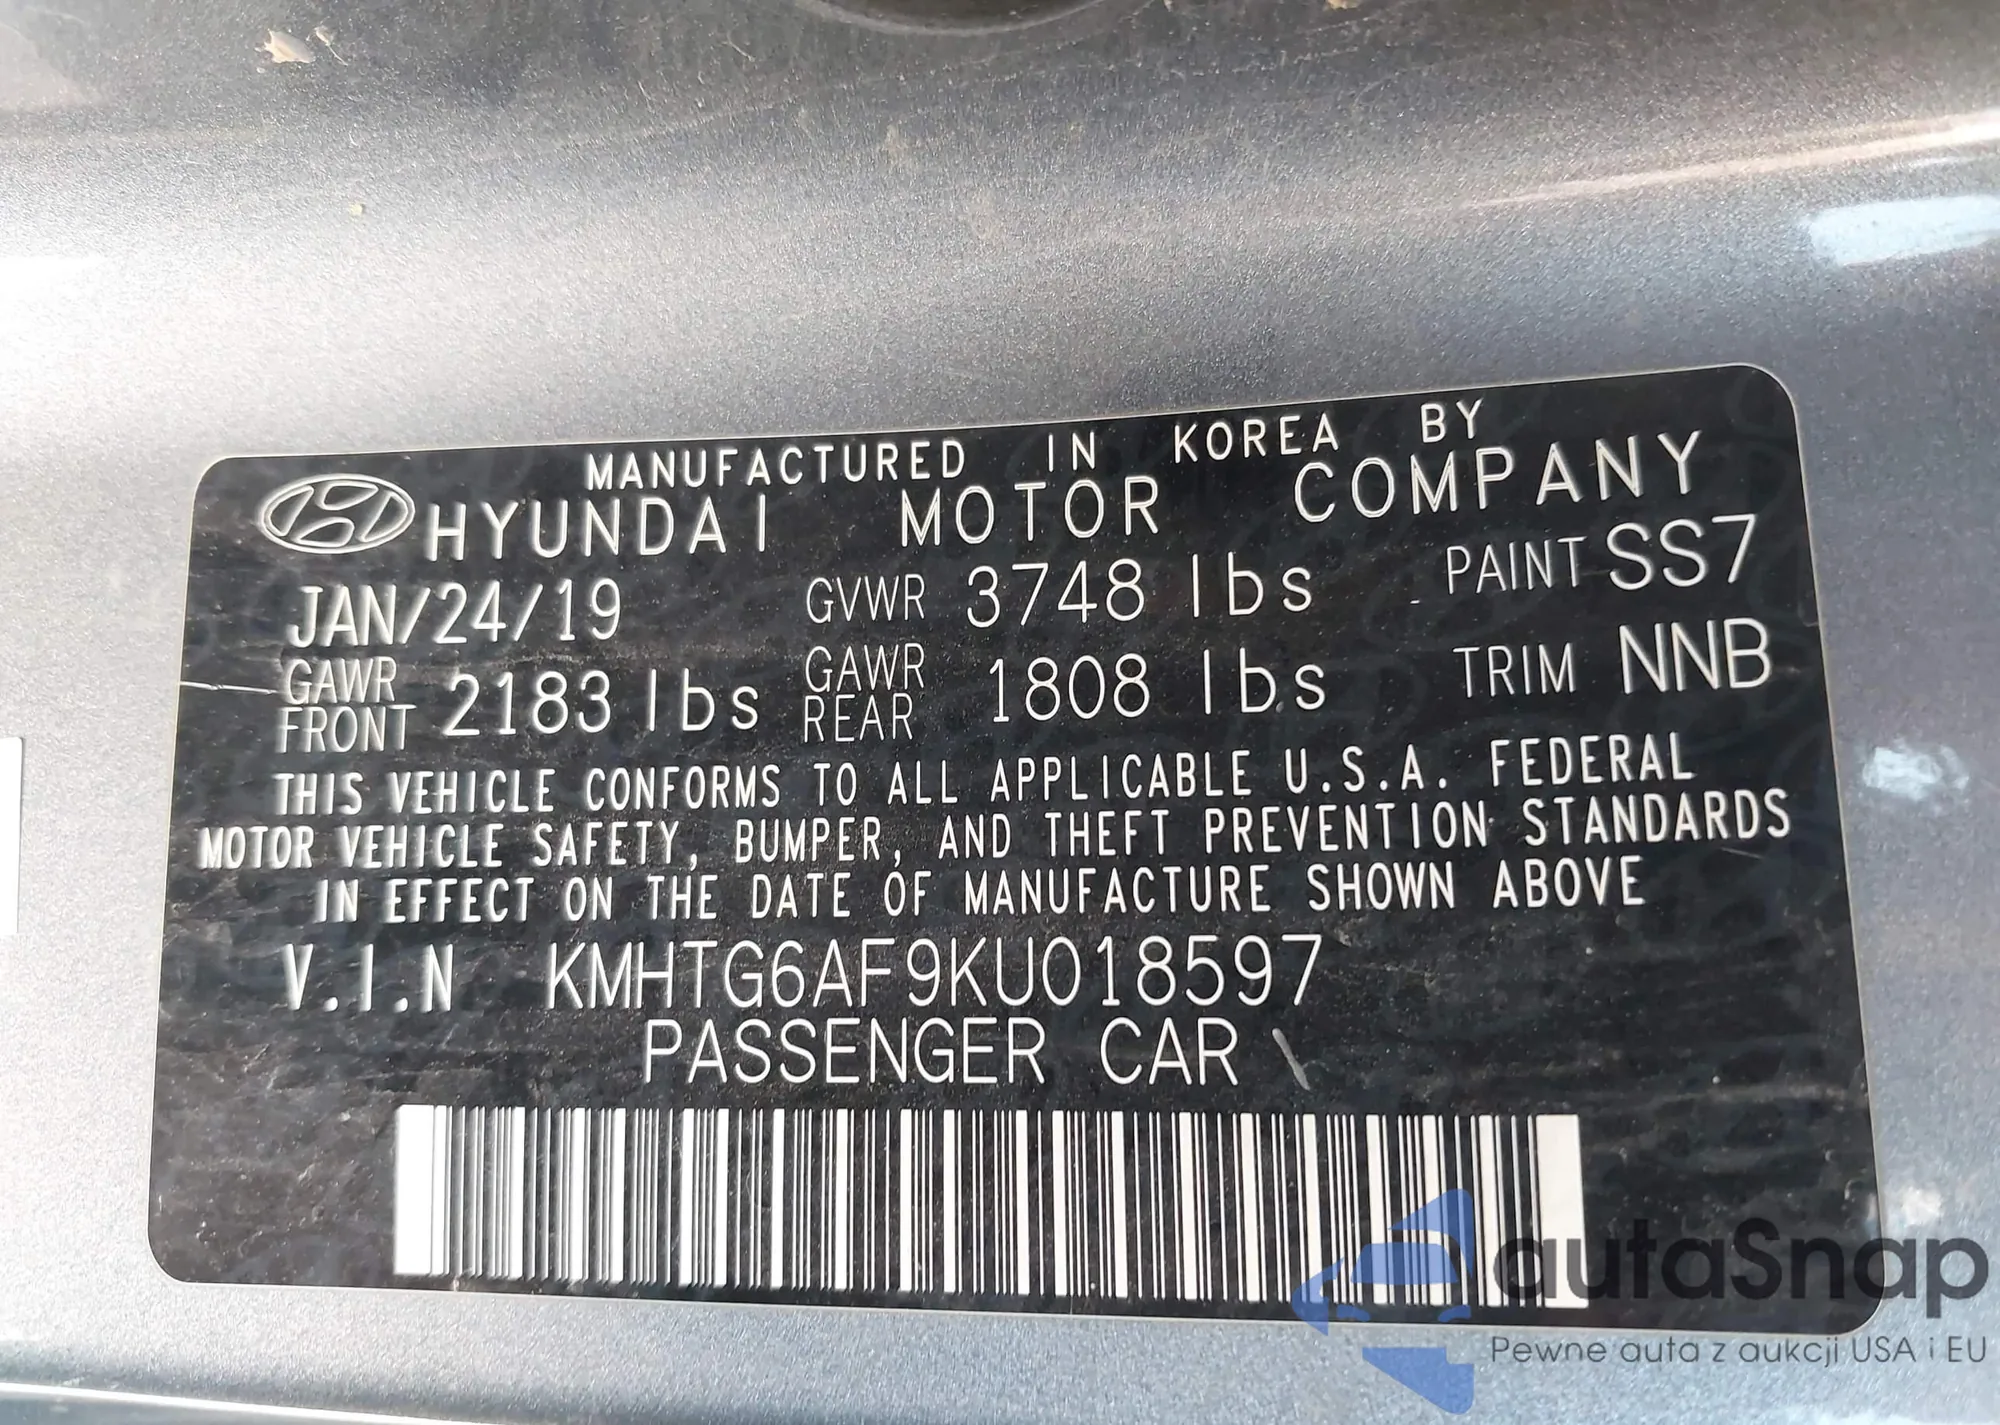 MANUFACTURED IN KOREA BY
HYUNDAI MOTOR COMPANY
JAN/24/19 GVWR 3748 lbs PAINT SS7
GAWR FRONT 2183 lbs GAWR REAR 1808 lbs TRIM NNB
THIS VEHICLE CONFORMS TO ALL APPLICABLE U.S.A. FEDERAL
MOTOR VEHICLE SAFETY, BUMPER, AND THEFT PREVENTION STANDARDS
IN EFFECT ON THE DATE OF MANUFACTURE SHOWN ABOVE
V.I.N KMHTG6AF9KU018597
PASSENGER CAR
autaSnap
Pewne auta z aukcji USA i EU